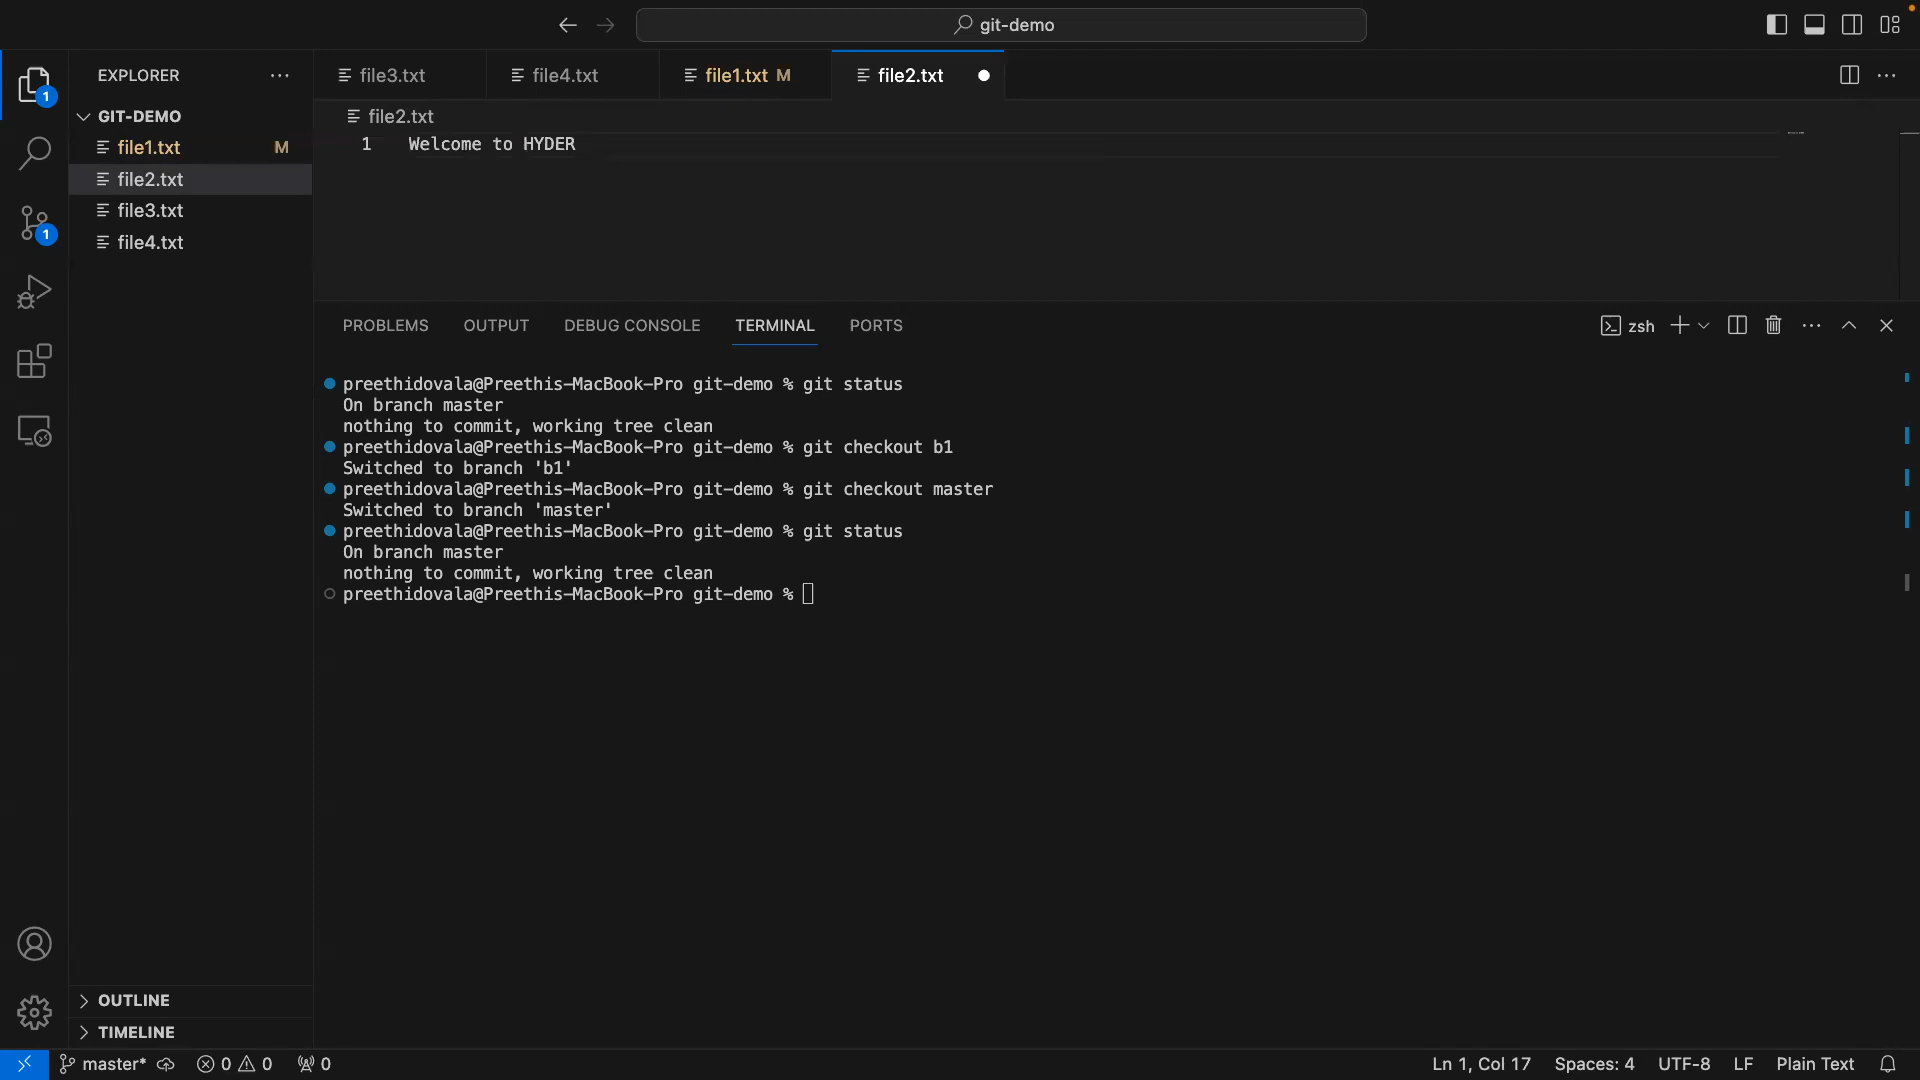 git-demo
EXPLORER
file3.txt
file4.txt
file1.txt M
file2.txt
GIT-DEMO
file1.txt M
file2.txt
file3.txt
file4.txt
1
1
file2.txt
1 Welcome to HYDER
PROBLEMS OUTPUT DEBUG CONSOLE TERMINAL PORTS
zsh
preethidovala@Preethis-MacBook-Pro git-demo % git status
On branch master
nothing to commit, working tree clean
preethidovala@Preethis-MacBook-Pro git-demo % git checkout b1
Switched to branch 'b1'
preethidovala@Preethis-MacBook-Pro git-demo % git checkout master
Switched to branch 'master'
preethidovala@Preethis-MacBook-Pro git-demo % git status
On branch master
nothing to commit, working tree clean
preethidovala@Preethis-MacBook-Pro git-demo %
OUTLINE
TIMELINE
master* 0 0 0
Ln 1, Col 17 Spaces: 4 UTF-8 LF Plain Text